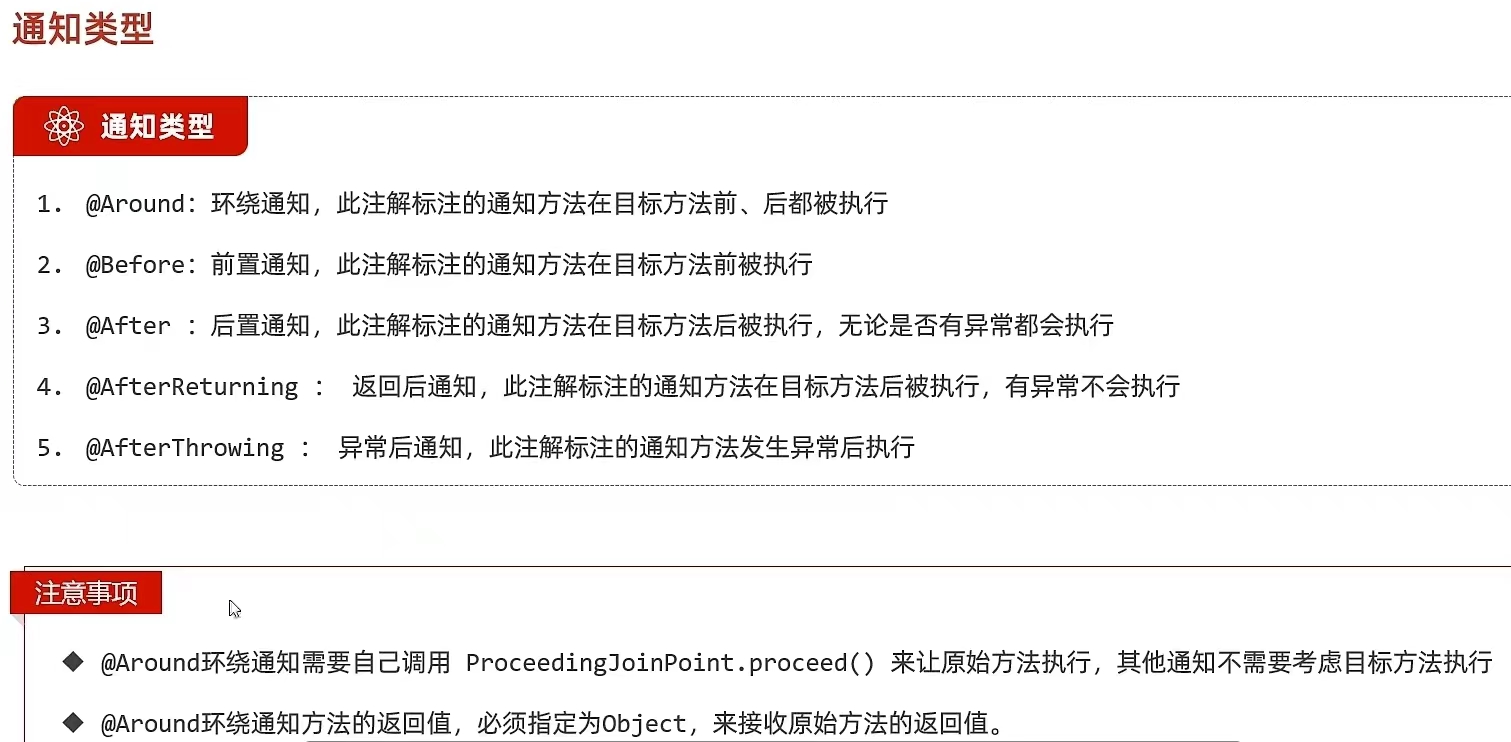 通知类型
通知类型
1. @Around：环绕通知，此注解标注的通知方法在目标方法前、后都被执行
2. @Before：前置通知，此注解标注的通知方法在目标方法前被执行
3. @After ：后置通知，此注解标注的通知方法在目标方法后被执行，无论是否有异常都会执行
4. @AfterReturning ： 返回后通知，此注解标注的通知方法在目标方法后被执行，有异常不会执行
5. @AfterThrowing ： 异常后通知，此注解标注的通知方法发生异常后执行
注意事项
◆ @Around环绕通知需要自己调用 ProceedingJoinPoint.proceed() 来让原始方法执行，其他通知不需要考虑目标方法执行
◆ @Around环绕通知方法的返回值，必须指定为Object，来接收原始方法的返回值。